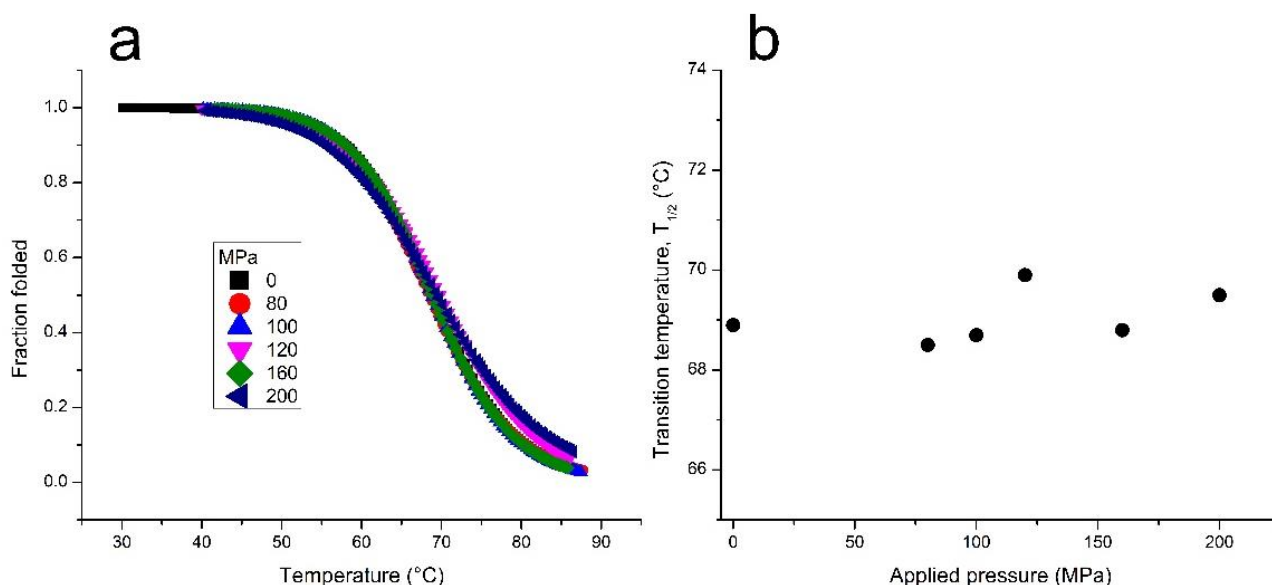 a
1.0
0.8
0.6
0.4
0.2
0.0
Fraction folded
MPa
0
80
100
120
160
200
30 40 50 60 70 80 90
Temperature (°C)
b
74
72
70
68
66
Transition temperature, T1/2 (°C)
0 50 100 150 200
Applied pressure (MPa)